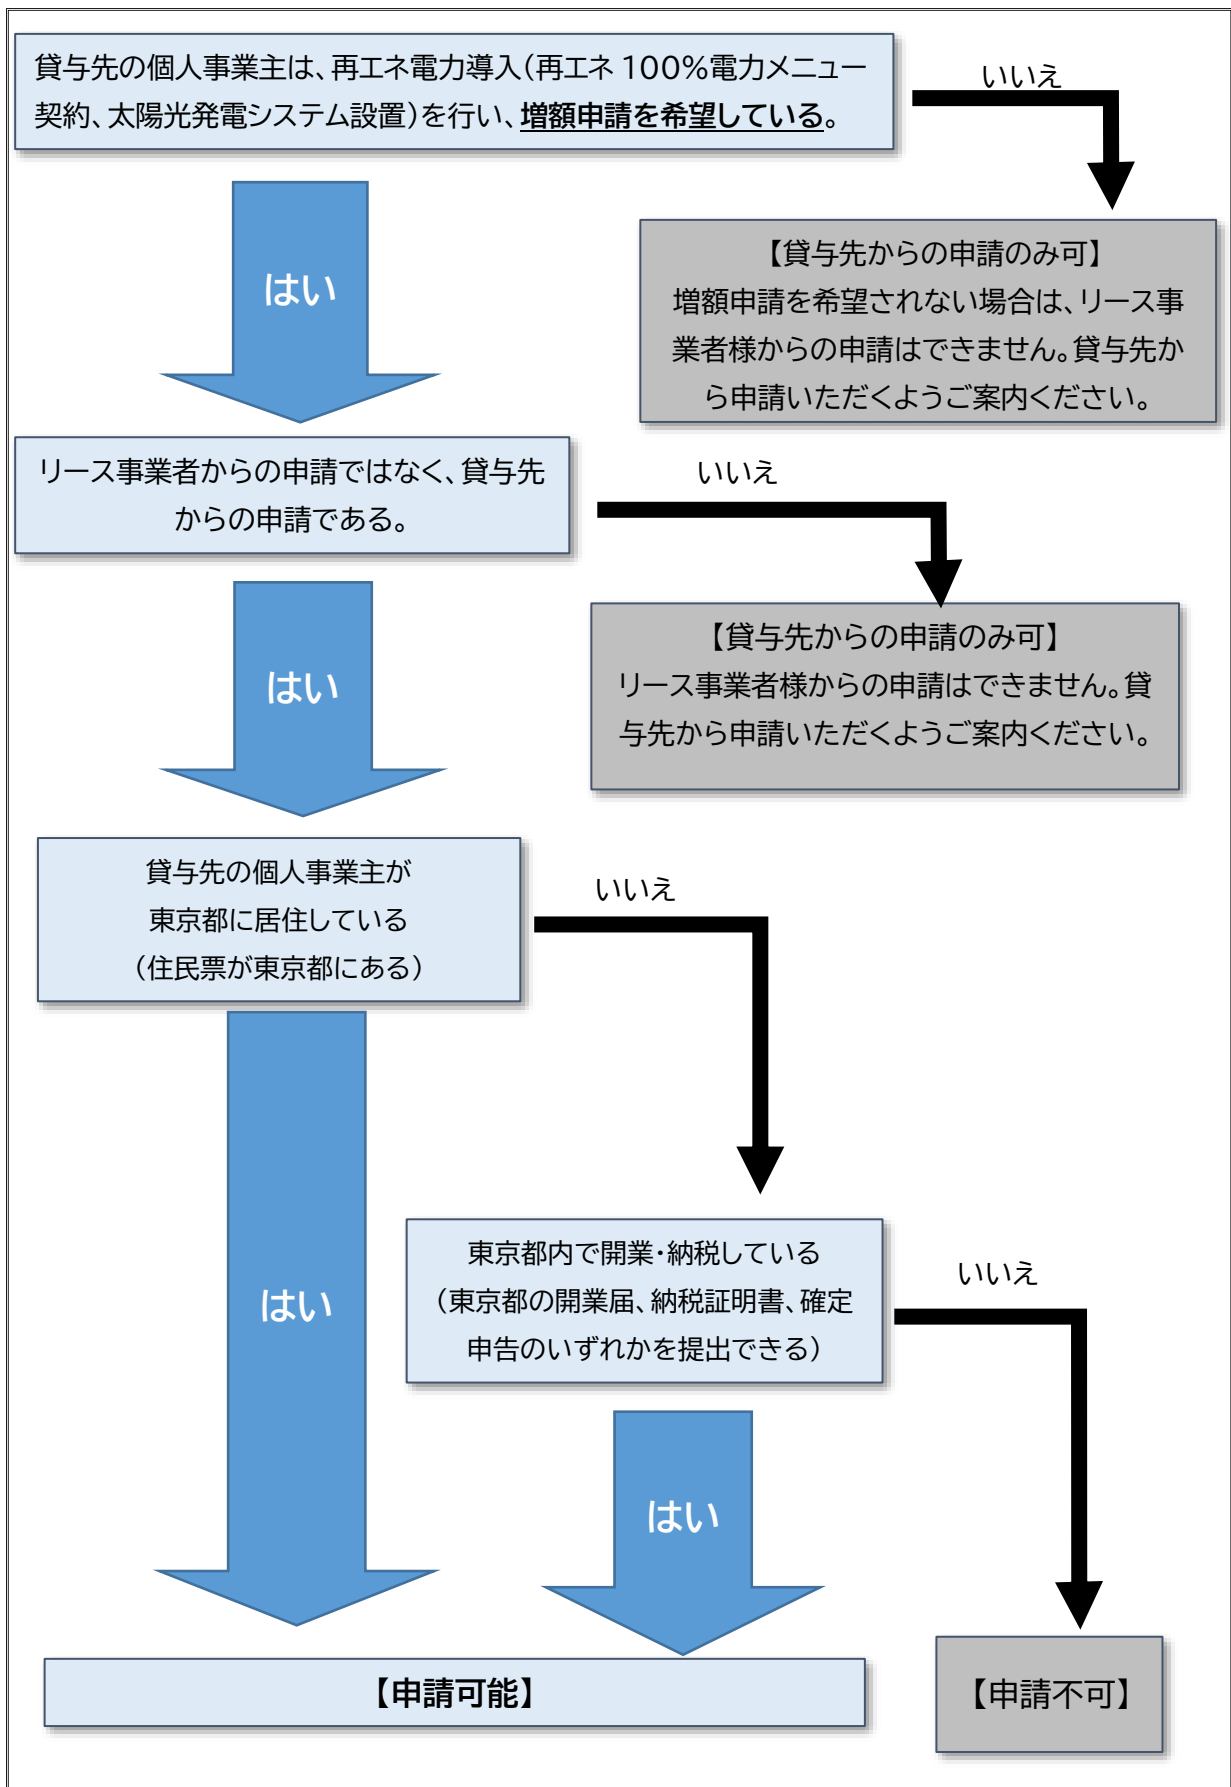 貸与先の個人事業主は、再エネ電力導入(再エネ 100%電力メニュー
契約、太陽光発電システム設置)を行い、増額申請を希望している。
いいえ
はい
【貸与先からの申請のみ可】
増額申請を希望されない場合は、リース事
業者様からの申請はできません。貸与先か
ら申請いただくようご案内ください。
リース事業者からの申請ではなく、貸与先
からの申請である。
いいえ
はい
【貸与先からの申請のみ可】
リース事業者様からの申請はできません。貸
与先から申請いただくようご案内ください。
貸与先の個人事業主が
東京都に居住している
(住民票が東京都にある)
いいえ
はい
東京都内で開業・納税している
(東京都の開業届、納税証明書、確定
申告のいずれかを提出できる)
いいえ
はい
【申請可能】
【申請不可】